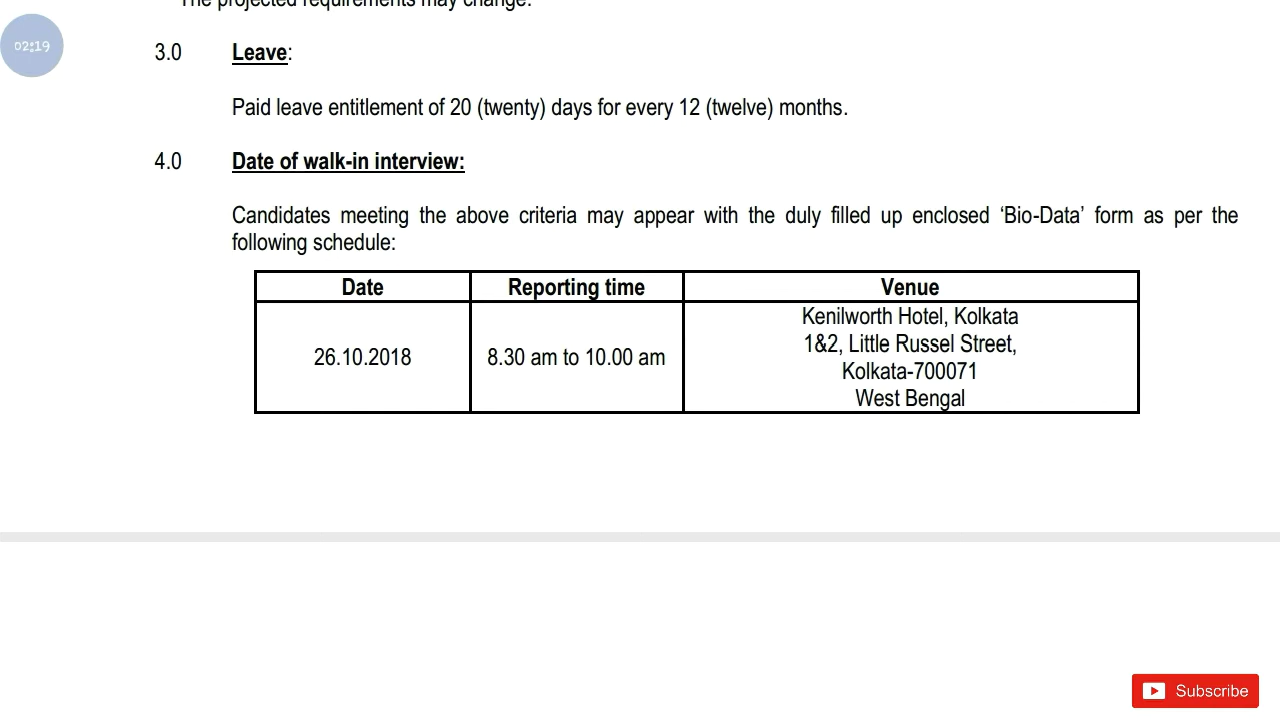 The projected requirements may change.
02:19
3.0 Leave:
Paid leave entitlement of 20 (twenty) days for every 12 (twelve) months.
4.0 Date of walk-in interview:
Candidates meeting the above criteria may appear with the duly filled up enclosed ‘Bio-Data’ form as per the
following schedule:
Date Reporting time Venue
26.10.2018 8.30 am to 10.00 am Kenilworth Hotel, Kolkata
1&2, Little Russel Street,
Kolkata-700071
West Bengal
Subscribe